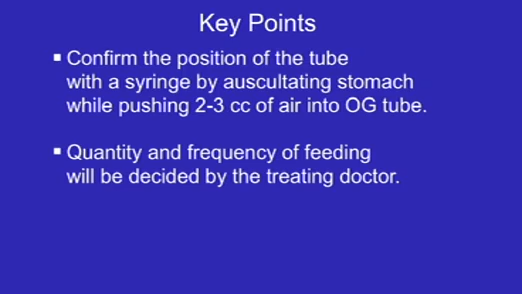 Key Points
▪ Confirm the position of the tube
with a syringe by auscultating stomach
while pushing 2-3 cc of air into OG tube.
▪ Quantity and frequency of feeding
will be decided by the treating doctor.